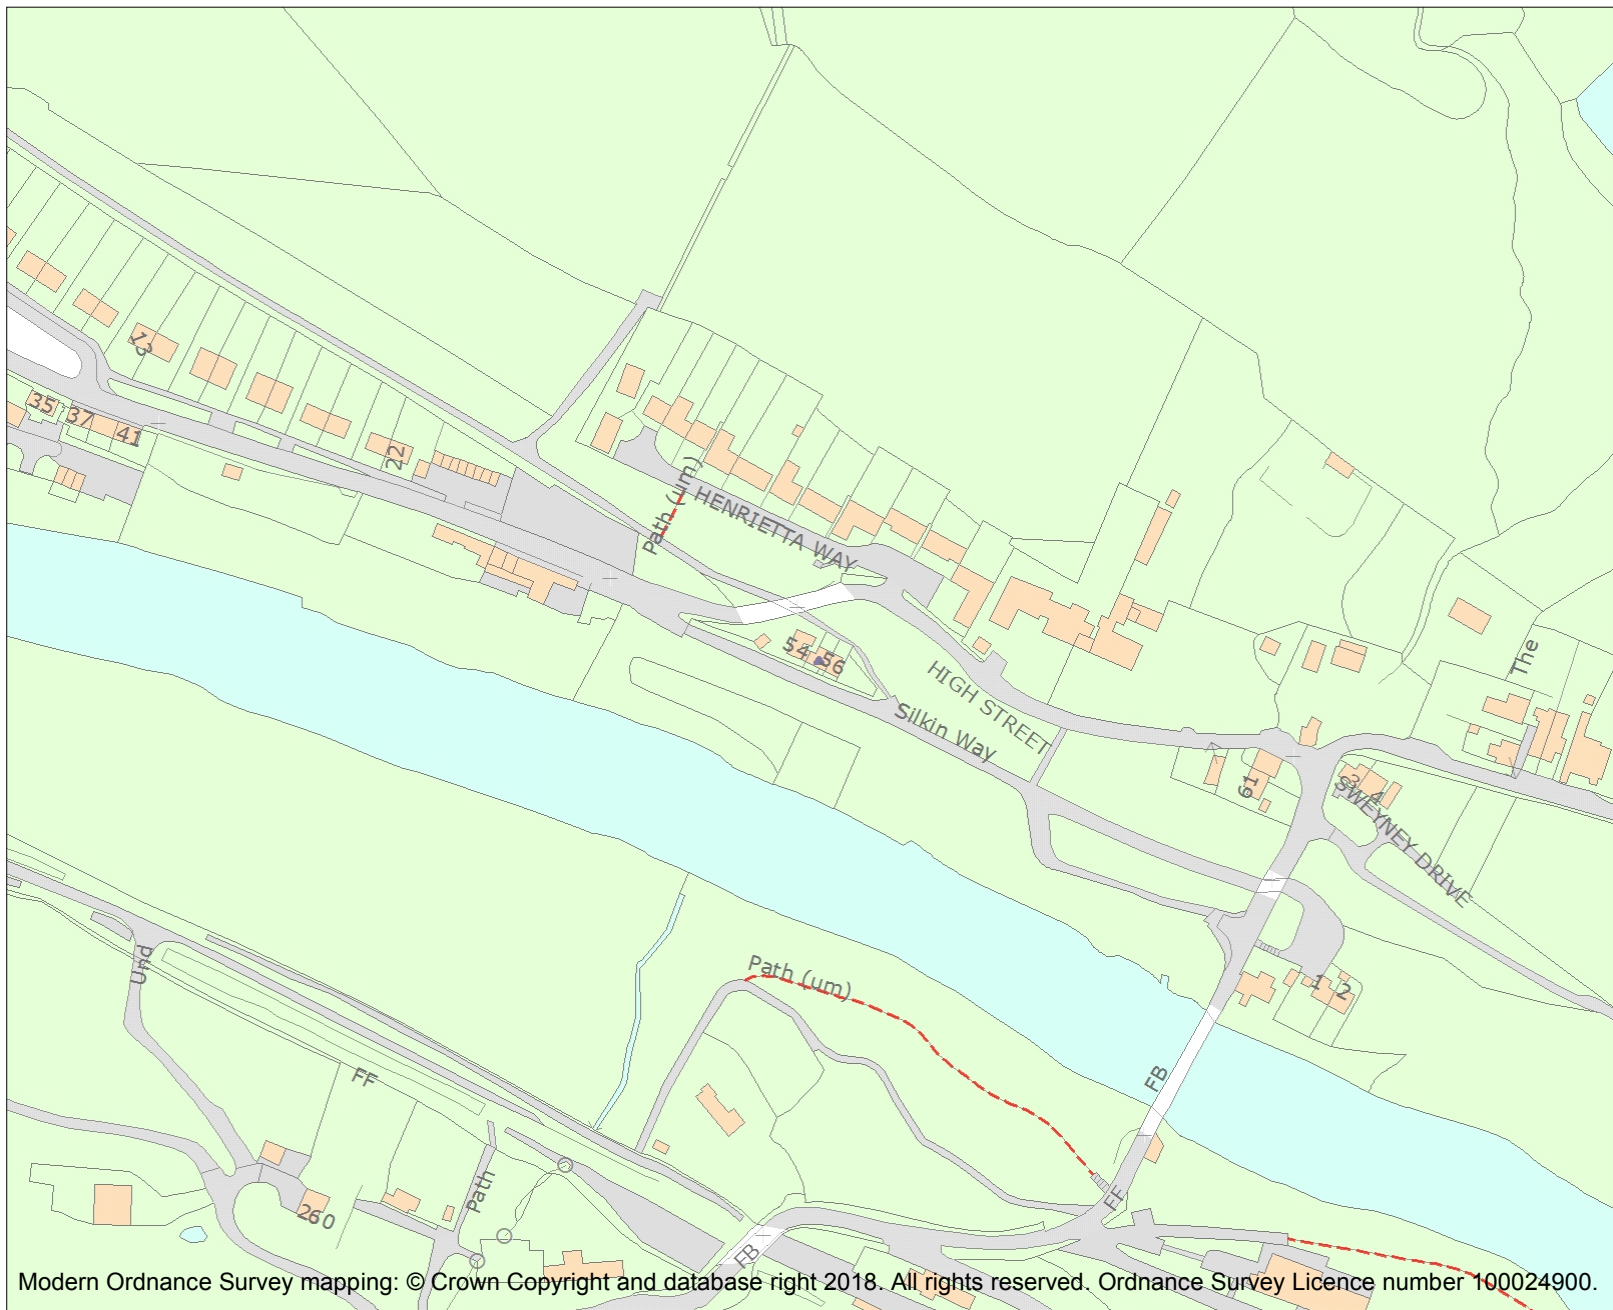 13
35
37
41
22
Path (um)
HENRIETTA WAY
54
56
HIGH STREET
Silkin Way
The
61
3
4
SWEYNEY DRIVE
Und
Path (um)
1
2
FF
FB
Path
260
FF
FB
Modern Ordnance Survey mapping: © Crown Copyright and database right 2018. All rights reserved. Ordnance Survey Licence number 100024900.